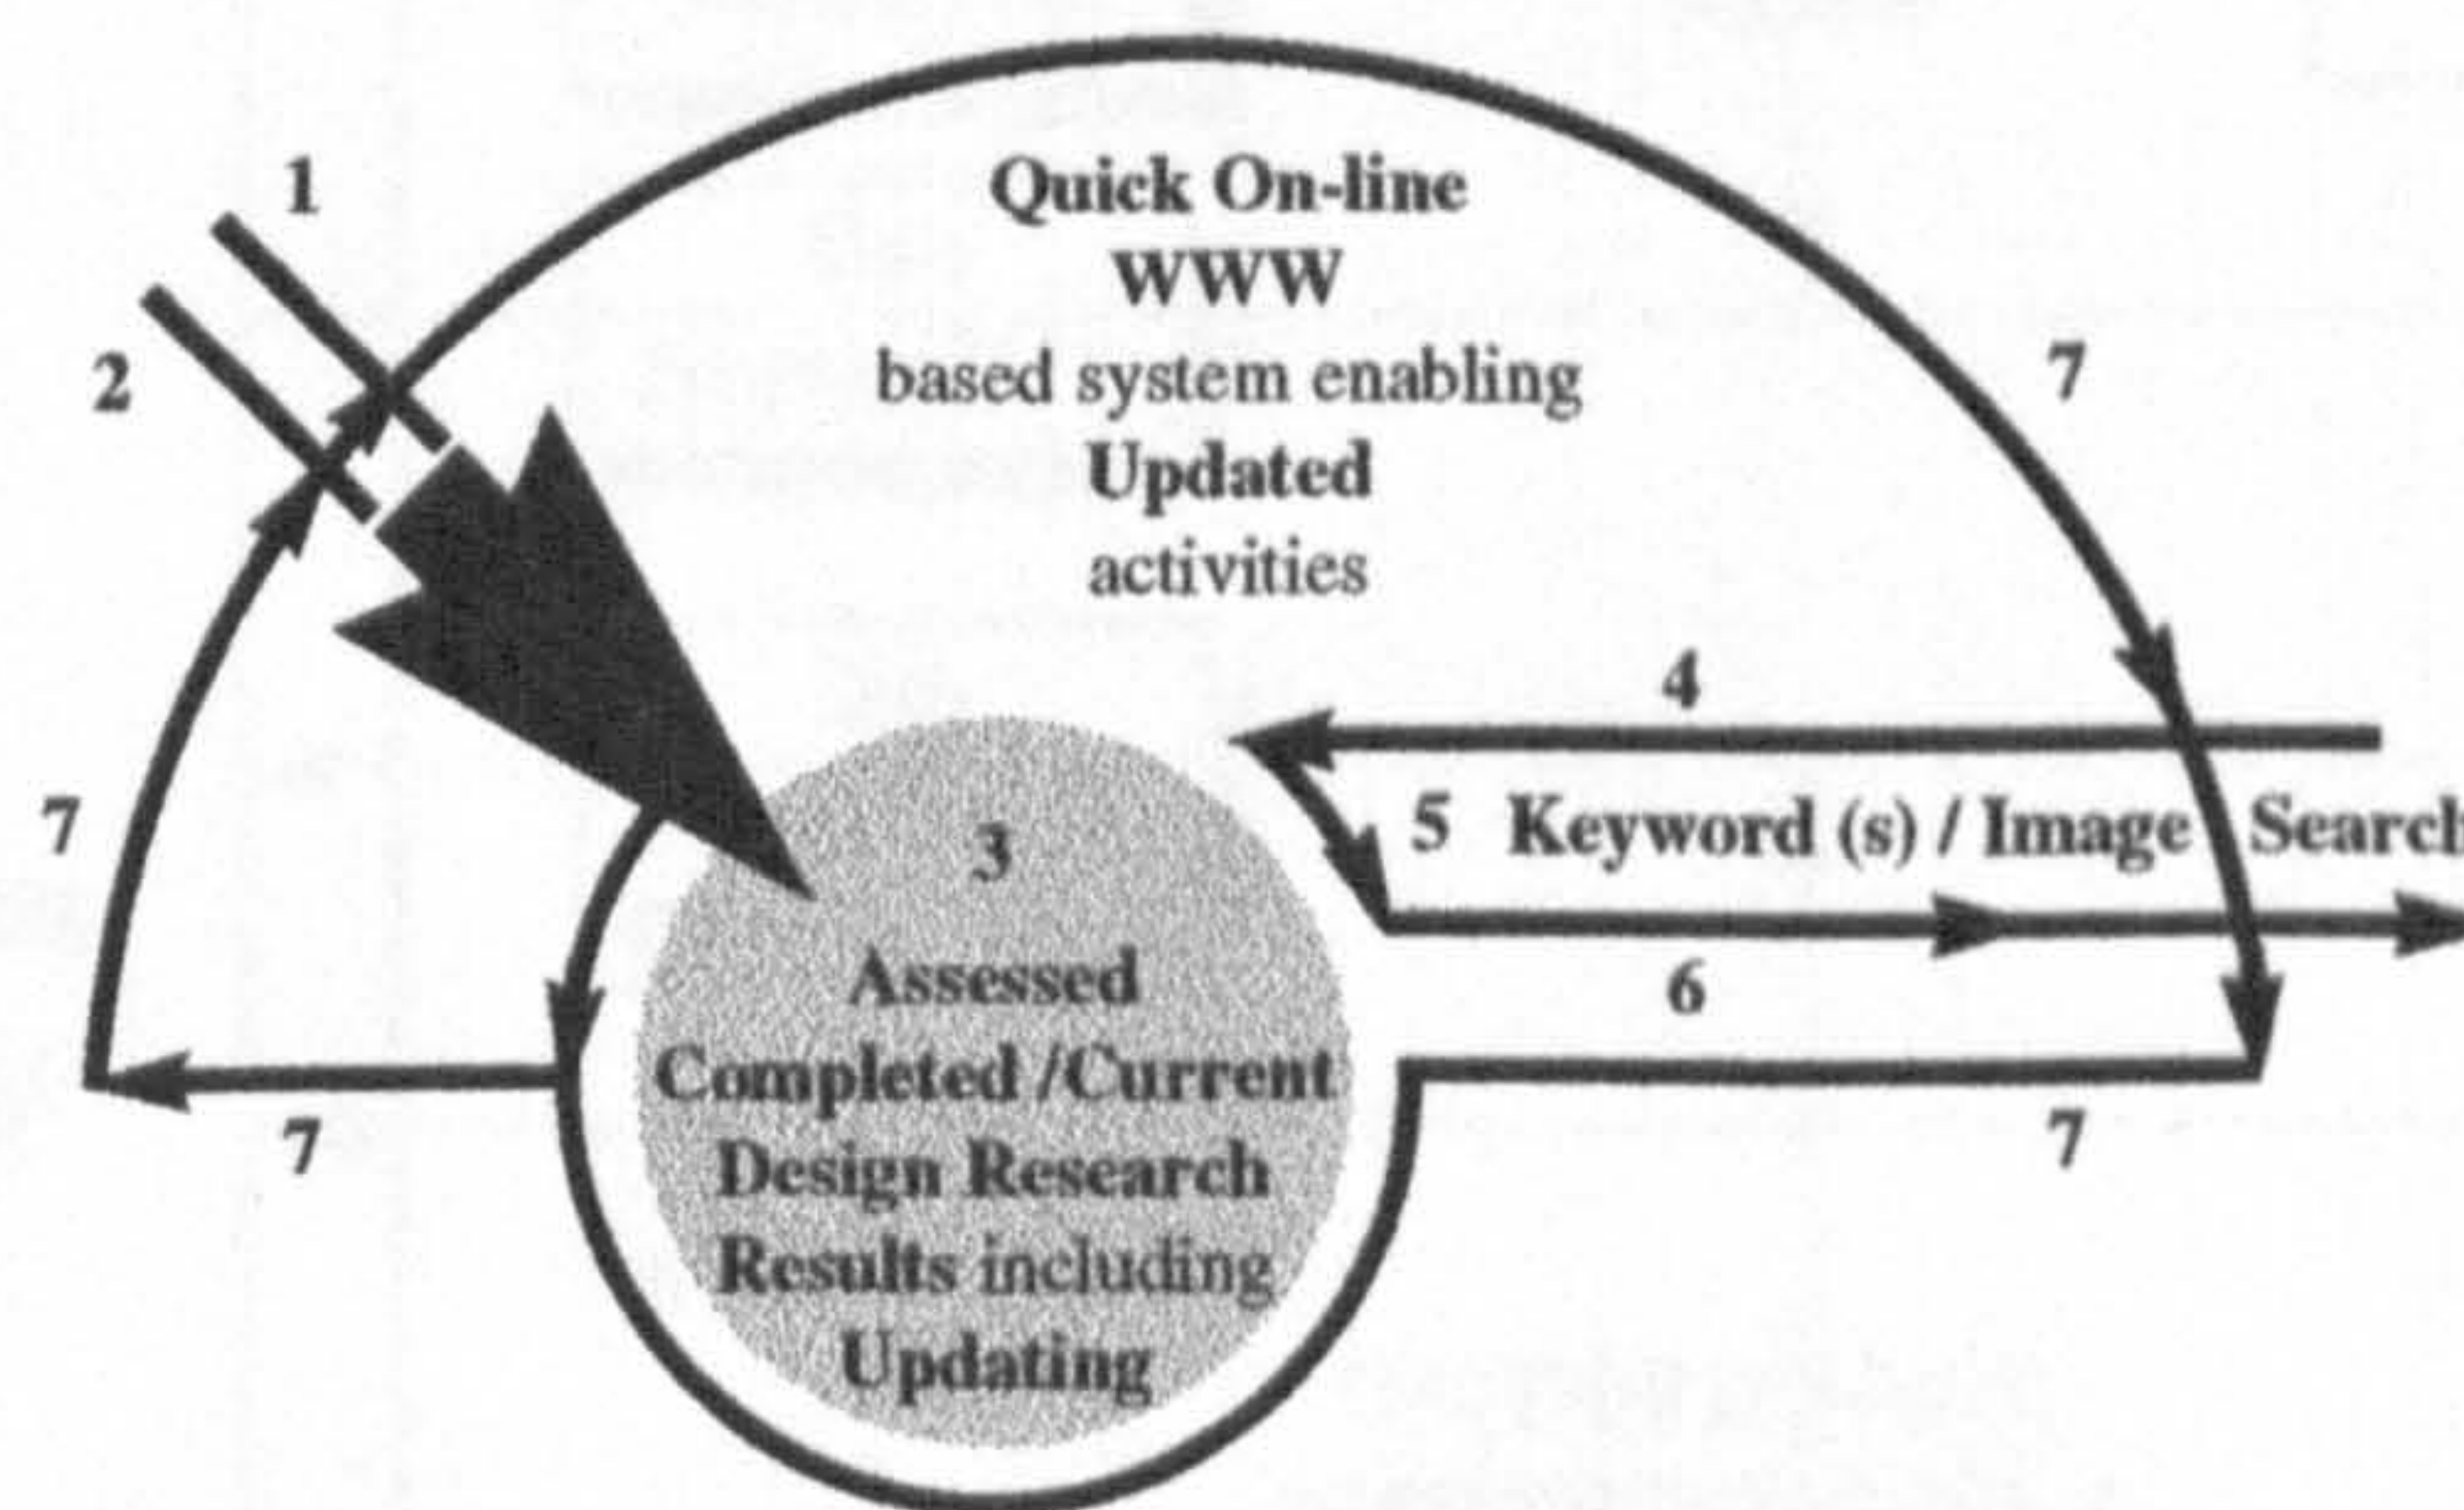 1
Quick On-line
WWW
2
based system enabling
7
Updated
activities
4
7
3
5 Keyword (s) / Image Search
Assessed
6
Completed /Current
7
7
Design Research
Results including
Updating